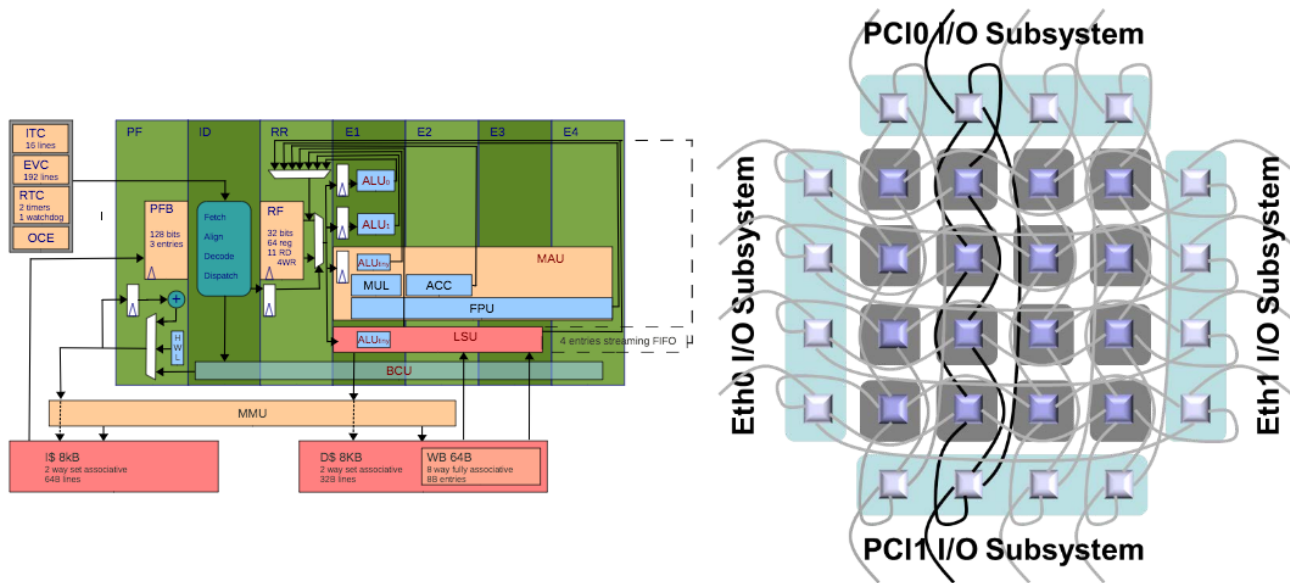 PCI0 I/O Subsystem
ITC
16 lines
EVC
192 lines
RTC
2 timers
1 watchdog
OCE
PF
ID
RR
E1
E2
E3
E4
PFB
128 bits
3 entries
Fetch
Align
Decode
Dispatch
RF
32 bits
64 reg
11 RD
4WR
ALU0
ALU1
MAU
MUL
ACC
FPU
LSU
4 entries streaming FIFO
+
HWL
BCU
MMU
I$ 8kB
2 way set associative
64B lines
D$ 8KB
2 way set associative
32B lines
WB 64B
8 way fully associative
8B entries
Eth0 I/O Subsystem
Eth1 I/O Subsystem
PCI1 I/O Subsystem